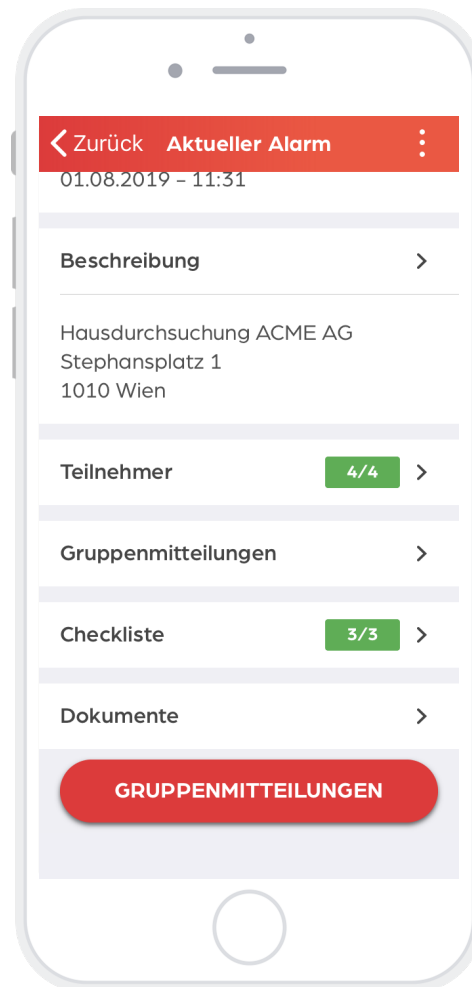 Zurück Aktueller Alarm
01.08.2019 – 11:31
Beschreibung
Hausdurchsuchung ACME AG
Stephansplatz 1
1010 Wien
Teilnehmer 4/4
Gruppenmitteilungen
Checkliste 3/3
Dokumente
GRUPPENMITTEILUNGEN